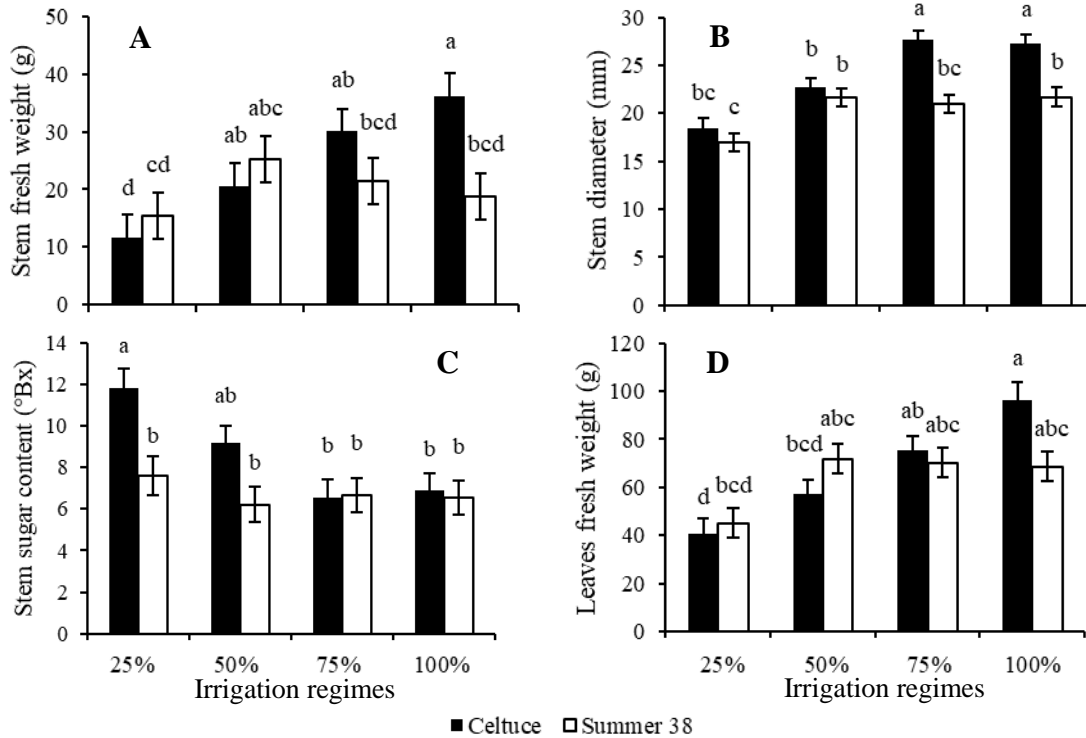 A
Stem fresh weight (g)
50
40
30
20
10
0
d
cd
ab
abc
ab
bcd
a
bcd
B
Stem diameter (mm)
30
25
20
15
10
5
0
bc
c
b
b
a
bc
a
b
C
Stem sugar content (°Bx)
14
12
10
8
6
4
2
0
a
b
ab
b
b
b
b
b
25%
50%
75%
100%
Irrigation regimes
D
Leaves fresh weight (g)
120
100
80
60
40
20
0
d
bcd
bcd
abc
ab
abc
a
abc
25%
50%
75%
100%
Irrigation regimes
Celtuce
Summer 38